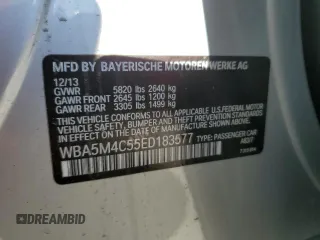 MFD BY BAYERISCHE MOTOREN WERKE AG
12/13
GVWR 5820 lbs 2640 kg
GAWR FRONT 2645 lbs 1200 kg
GAWR REAR 3305 lbs 1499 kg
THIS VEHICLE CONFORMS TO ALL APPLICABLE U.S. FEDERAL MOTOR VEHICLE SAFETY, BUMPER, AND THEFT PREVENTION STANDARDS IN EFFECT ON THE DATE OF MANUFACTURE SHOWN ABOVE
WBA5M4C55ED183577 TYPE: PASSENGER CAR
DREAMBID